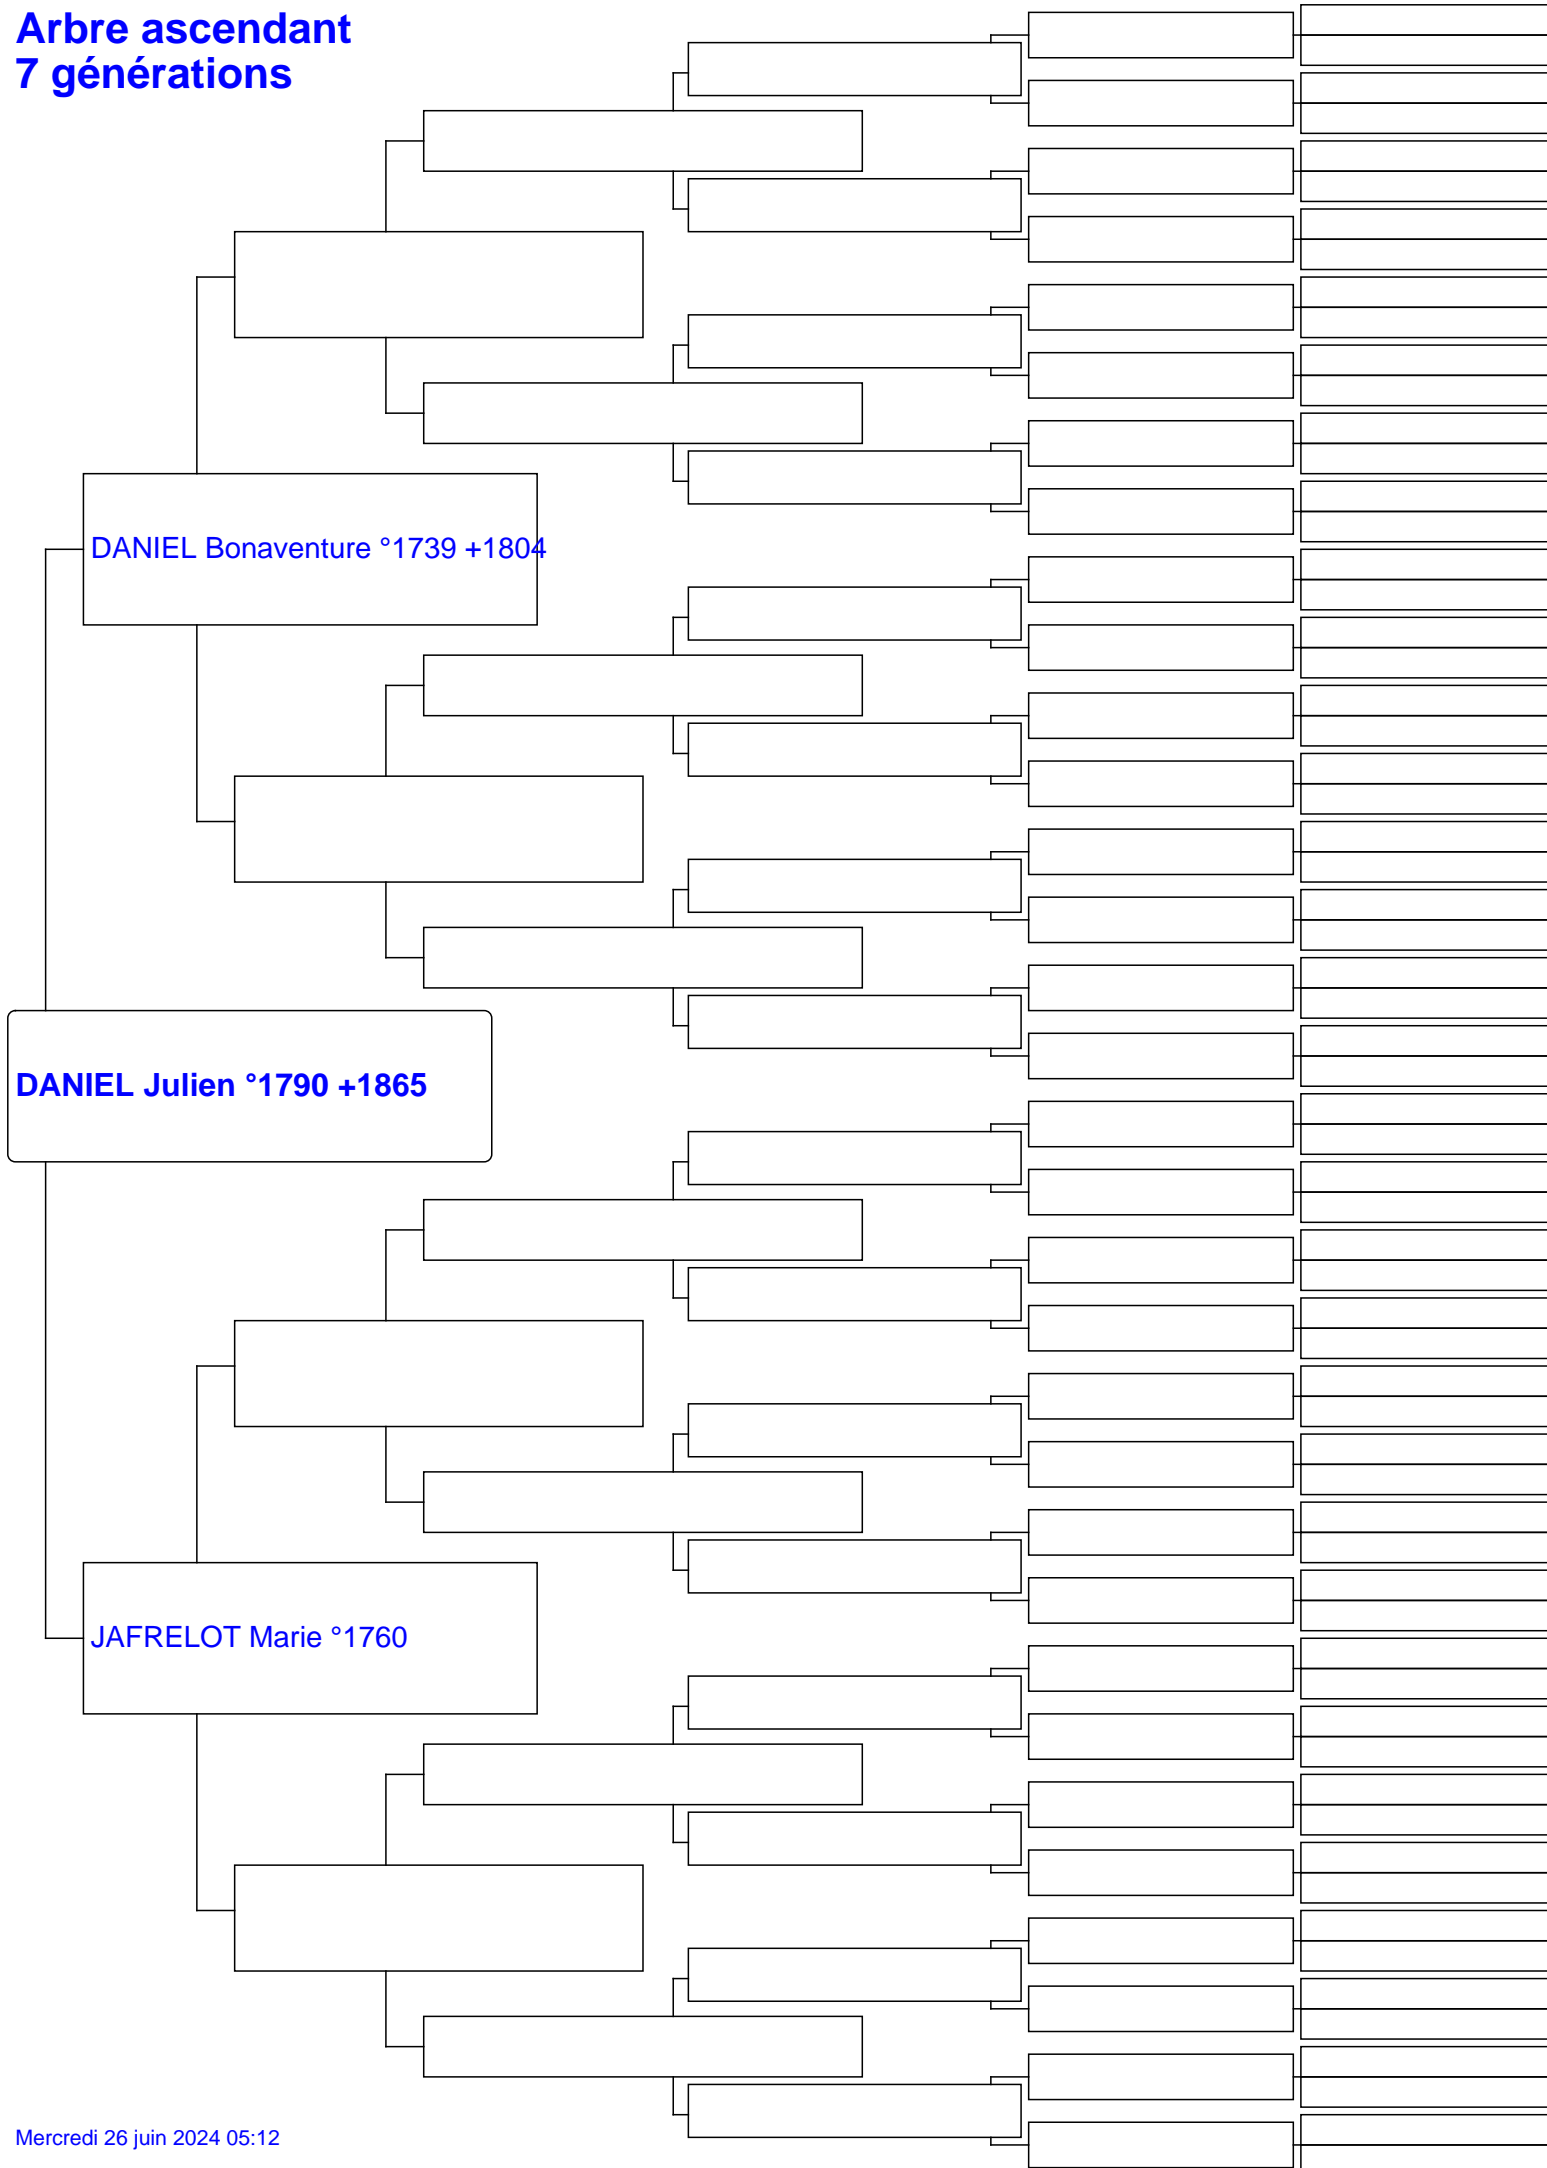 Arbre ascendant
7 générations
DANIEL Bonaventure °1739 +1804
DANIEL Julien °1790 +1865
JAFRELOT Marie °1760
Mercredi 26 juin 2024 05:12